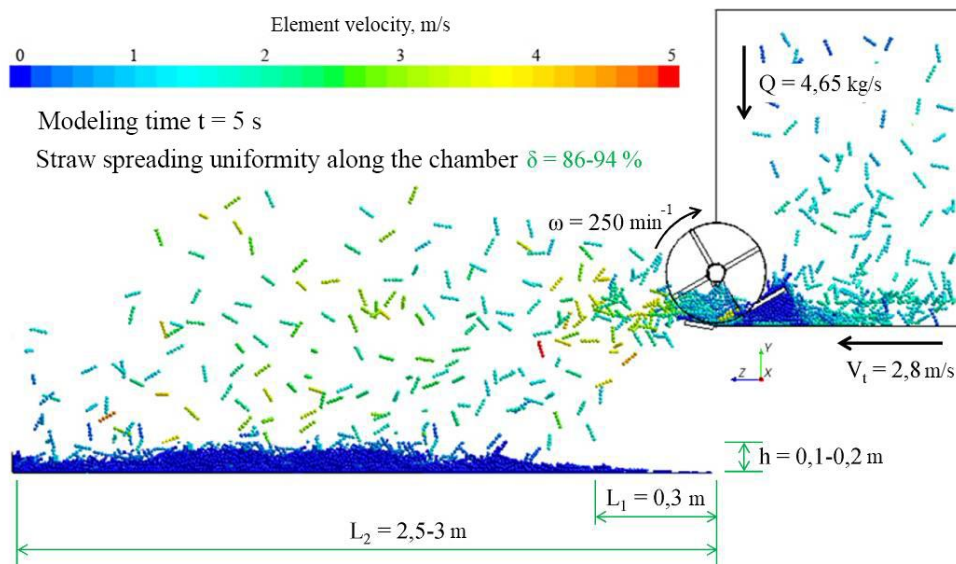 Element velocity, m/s
0 1 2 3 4 5
Q = 4,65 kg/s
Modeling time t = 5 s
Straw spreading uniformity along the chamber δ = 86-94 %
ω = 250 min⁻¹
Y
Z X
Vₜ = 2,8 m/s
h = 0,1-0,2 m
L₁ = 0,3 m
L₂ = 2,5-3 m